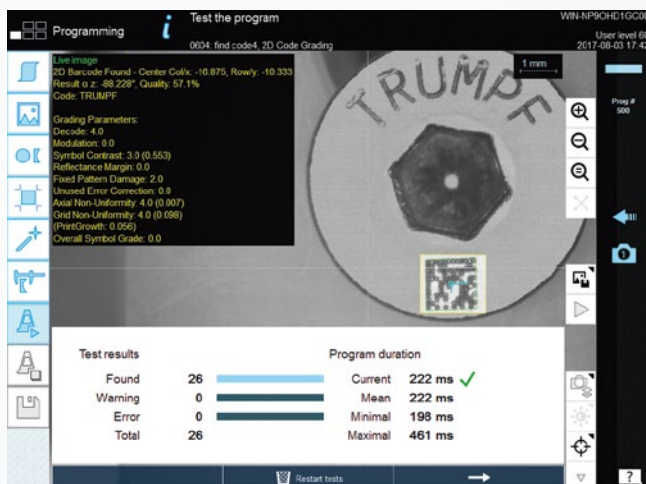 Programming
i
Test the program
0604: find code4, 2D Code Grading
WIN-NP9OHD1GC0
User level 60
2017-08-03 17:42
Live image
2D Barcode Found - Center Col/x: -16.875, Row/y: -10.333
Result α z: -88.228°, Quality: 57.1%
Code: TRUMPF
Grading Parameters:
Decode: 4.0
Modulation: 0.0
Symbol Contrast: 3.0 (0.553)
Reflectance Margin: 0.0
Fixed Pattern Damage: 2.0
Unused Error Correction: 0.0
Axial Non-Uniformity: 4.0 (0.007)
Grid Non-Uniformity: 4.0 (0.098)
(PrintGrowth: 0.056)
Overall Symbol Grade: 0.0
1 mm
TRUMPF
Prog #
500
1
Test results
Found 26
Warning 0
Error 0
Total 26
Program duration
Current 222 ms
Mean 222 ms
Minimal 198 ms
Maximal 461 ms
Restart tests
?